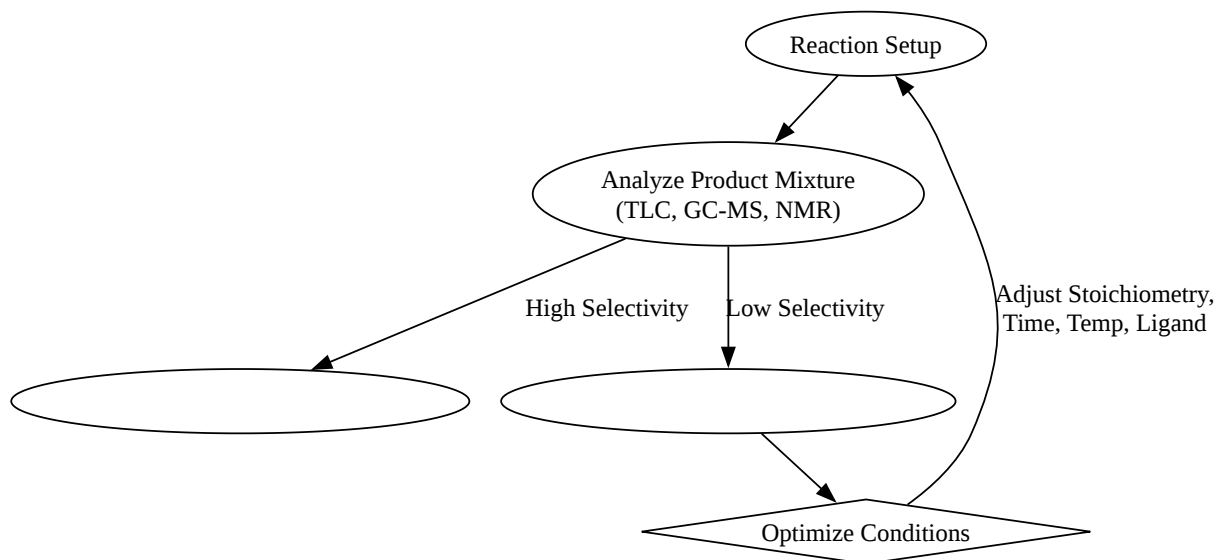 Reaction Setup
Analyze Product Mixture
(TLC, GC-MS, NMR)
High Selectivity
Low Selectivity
Adjust Stoichiometry,
Time, Temp, Ligand
Optimize Conditions